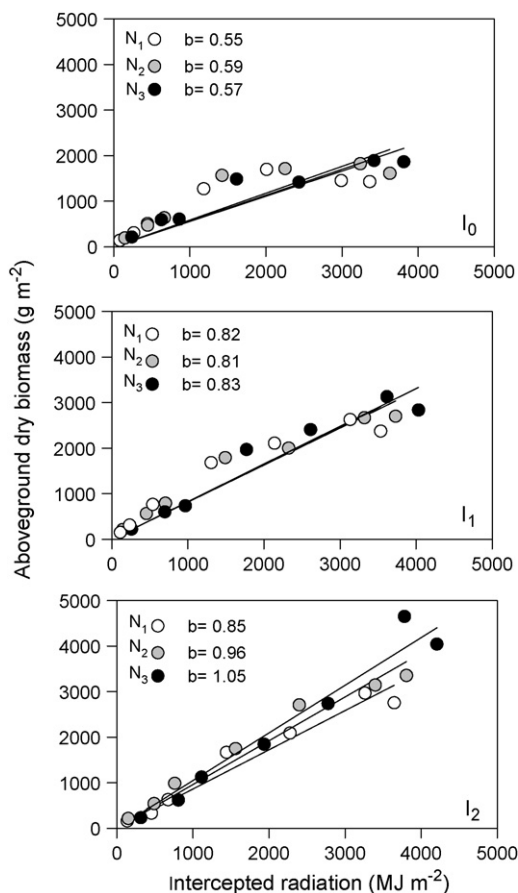 Aboveground dry biomass (g m-2)
5000
4000
3000
2000
1000
0
N1 b= 0.55
N2 b= 0.59
N3 b= 0.57
I0
0 1000 2000 3000 4000 5000
5000
4000
3000
2000
1000
0
N1 b= 0.82
N2 b= 0.81
N3 b= 0.83
I1
0 1000 2000 3000 4000 5000
5000
4000
3000
2000
1000
0
N1 b= 0.85
N2 b= 0.96
N3 b= 1.05
I2
0 1000 2000 3000 4000 5000
Intercepted radiation (MJ m-2)